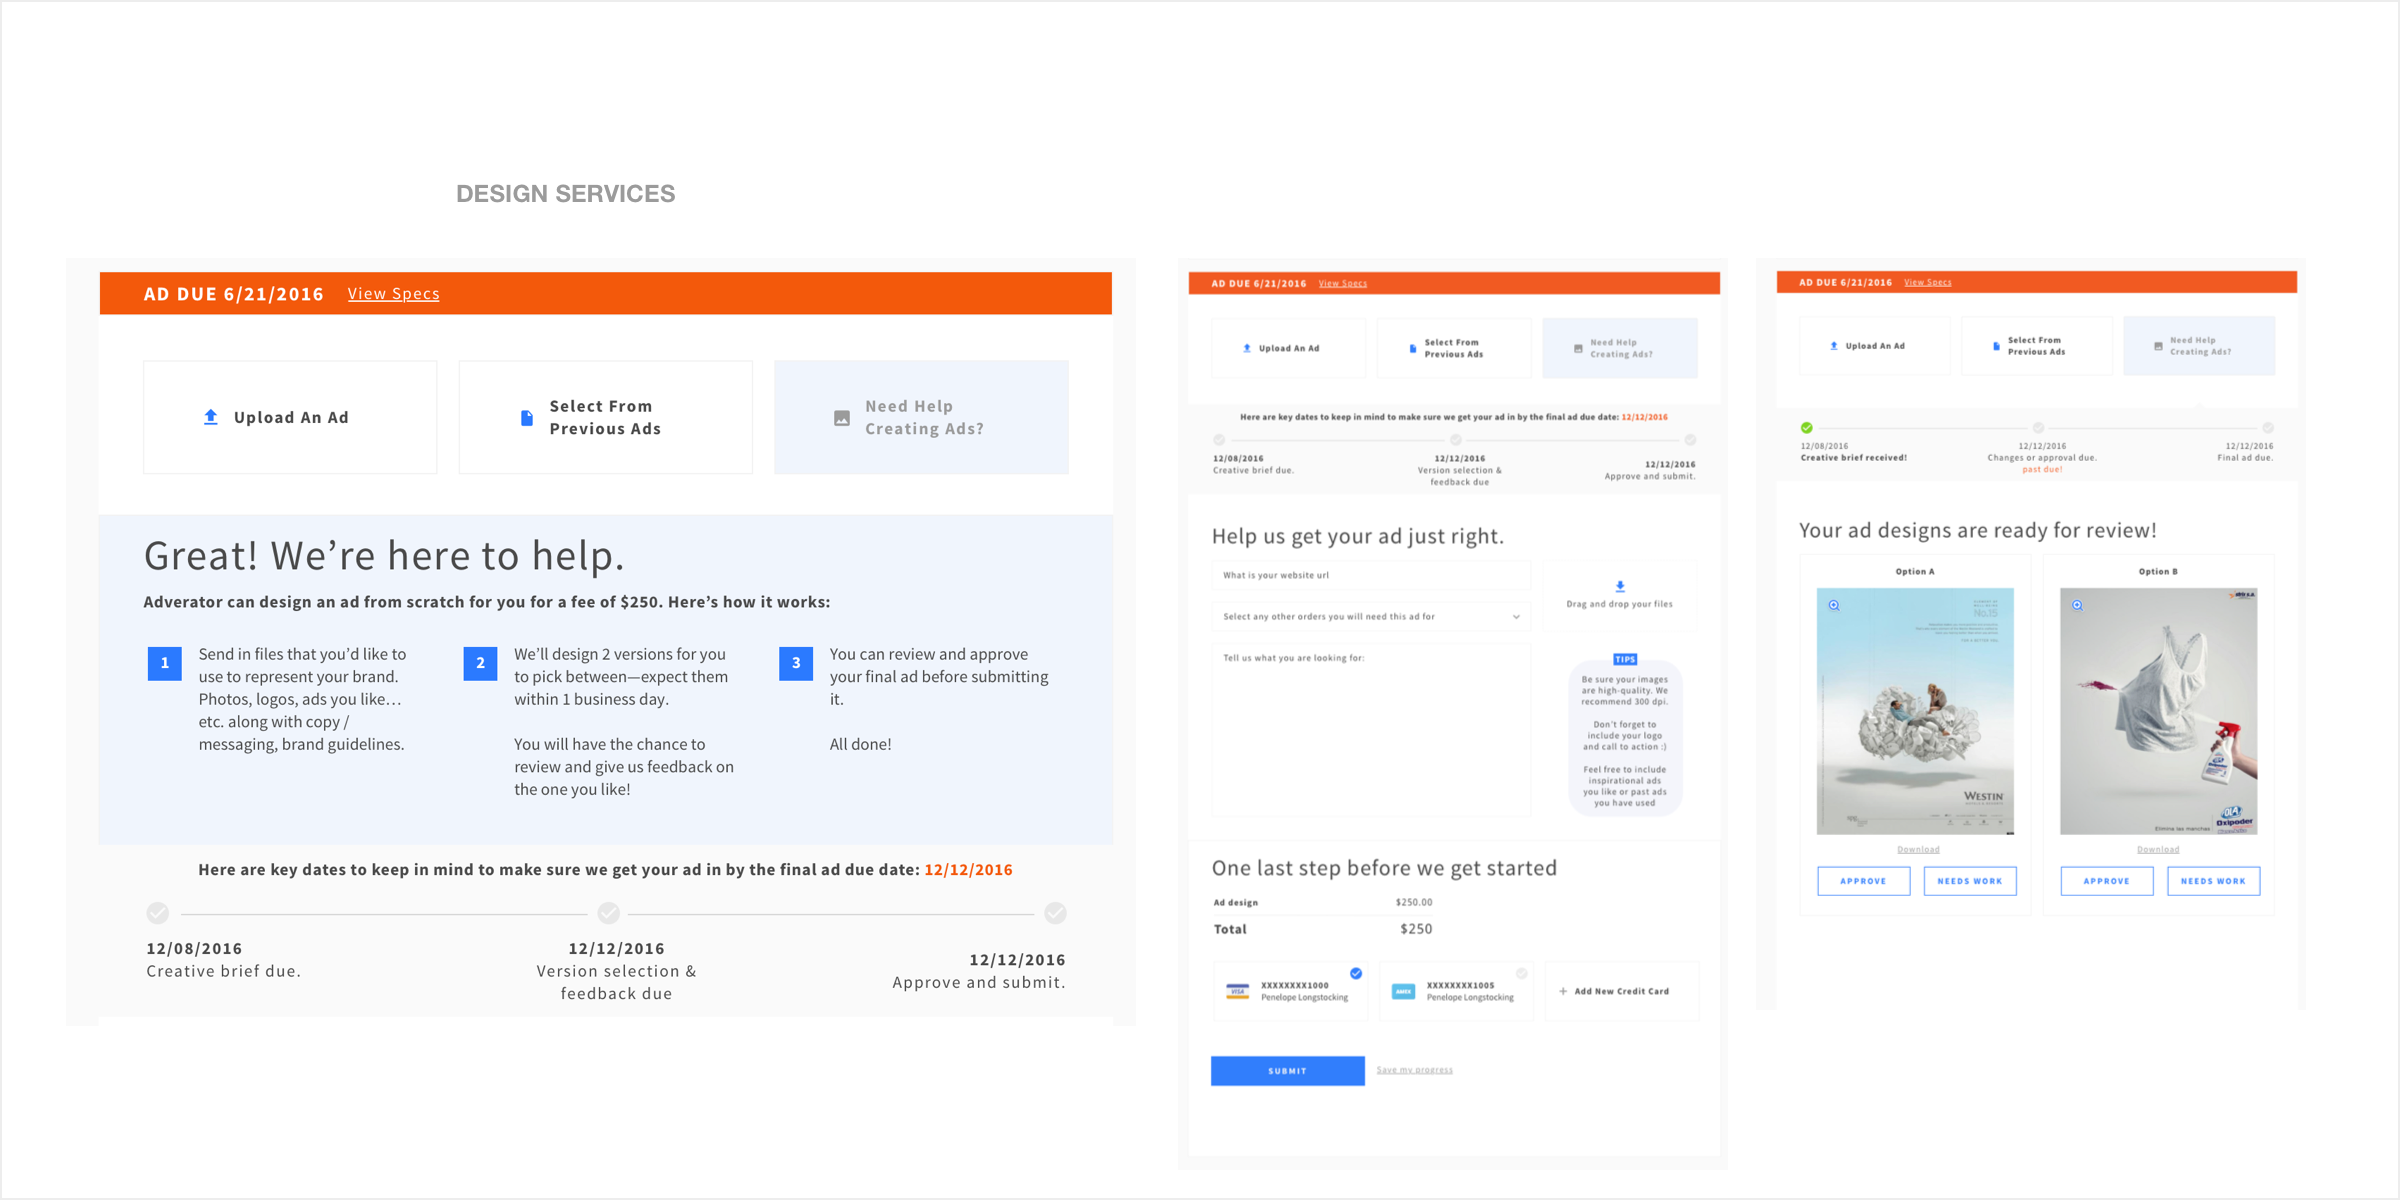 DESIGN SERVICES
AD DUE 6/21/2016 View Specs
Upload An Ad
Select From
Previous Ads
Need Help
Creating Ads?
Great! We’re here to help.
Adverator can design an ad from scratch for you for a fee of $250. Here’s how it works:
1
Send in files that you’d like to
use to represent your brand.
Photos, logos, ads you like…
etc. along with copy /
messaging, brand guidelines.
2
We’ll design 2 versions for you
to pick between—expect them
within 1 business day.
You will have the chance to
review and give us feedback on
the one you like!
3
You can review and approve
your final ad before submitting
it.
All done!
Here are key dates to keep in mind to make sure we get your ad in by the final ad due date: 12/12/2016
12/08/2016
Creative brief due.
12/12/2016
Version selection &
feedback due
12/12/2016
Approve and submit.
AD DUE 6/21/2016 View Specs
Upload An Ad
Select From
Previous Ads
Need Help
Creating Ads?
Here are key dates to keep in mind to make sure we get your ad in by the final ad due date: 12/12/2016
12/08/2016
Creative brief due.
12/12/2016
Version selection &
feedback due
12/12/2016
Approve and submit.
Help us get your ad just right.
What is your website url
Select any other orders you will need this ad for
Tell us what you are looking for:
Drag and drop your files
TIPS
Be sure your images
are high-quality. We
recommend 300 dpi.
Don’t forget to
include your logo
and call to action :)
Feel free to include
inspirational ads
you like or past ads
you have used
One last step before we get started
Ad design $250.00
Total $250
VISA
XXXXXXXX1000
Penelope Longstocking
AMEX
XXXXXXXX1005
Penelope Longstocking
+ Add New Credit Card
SUBMIT
Save my progress
AD DUE 6/21/2016 View Specs
Upload An Ad
Select From
Previous Ads
Need Help
Creating Ads?
12/08/2016
Creative brief received!
12/12/2016
Changes or approval due.
past due!
12/12/2016
Final ad due.
Your ad designs are ready for review!
Option A
No.15
WESTIN
Download
APPROVE
NEEDS WORK
Option B
Oxipoder
Elimina las manchas
Download
APPROVE
NEEDS WORK